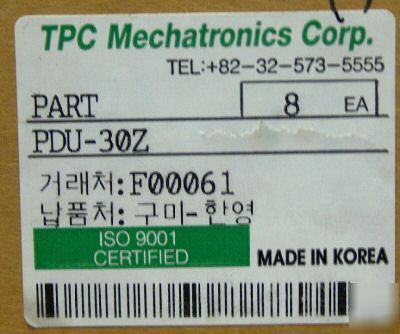 TPC Mechatronics Corp.
TEL:+82-32-573-5555
PART 8 EA
PDU-30Z
거래처:F00061
납품처:구미-한영
ISO 9001
CERTIFIED
MADE IN KOREA